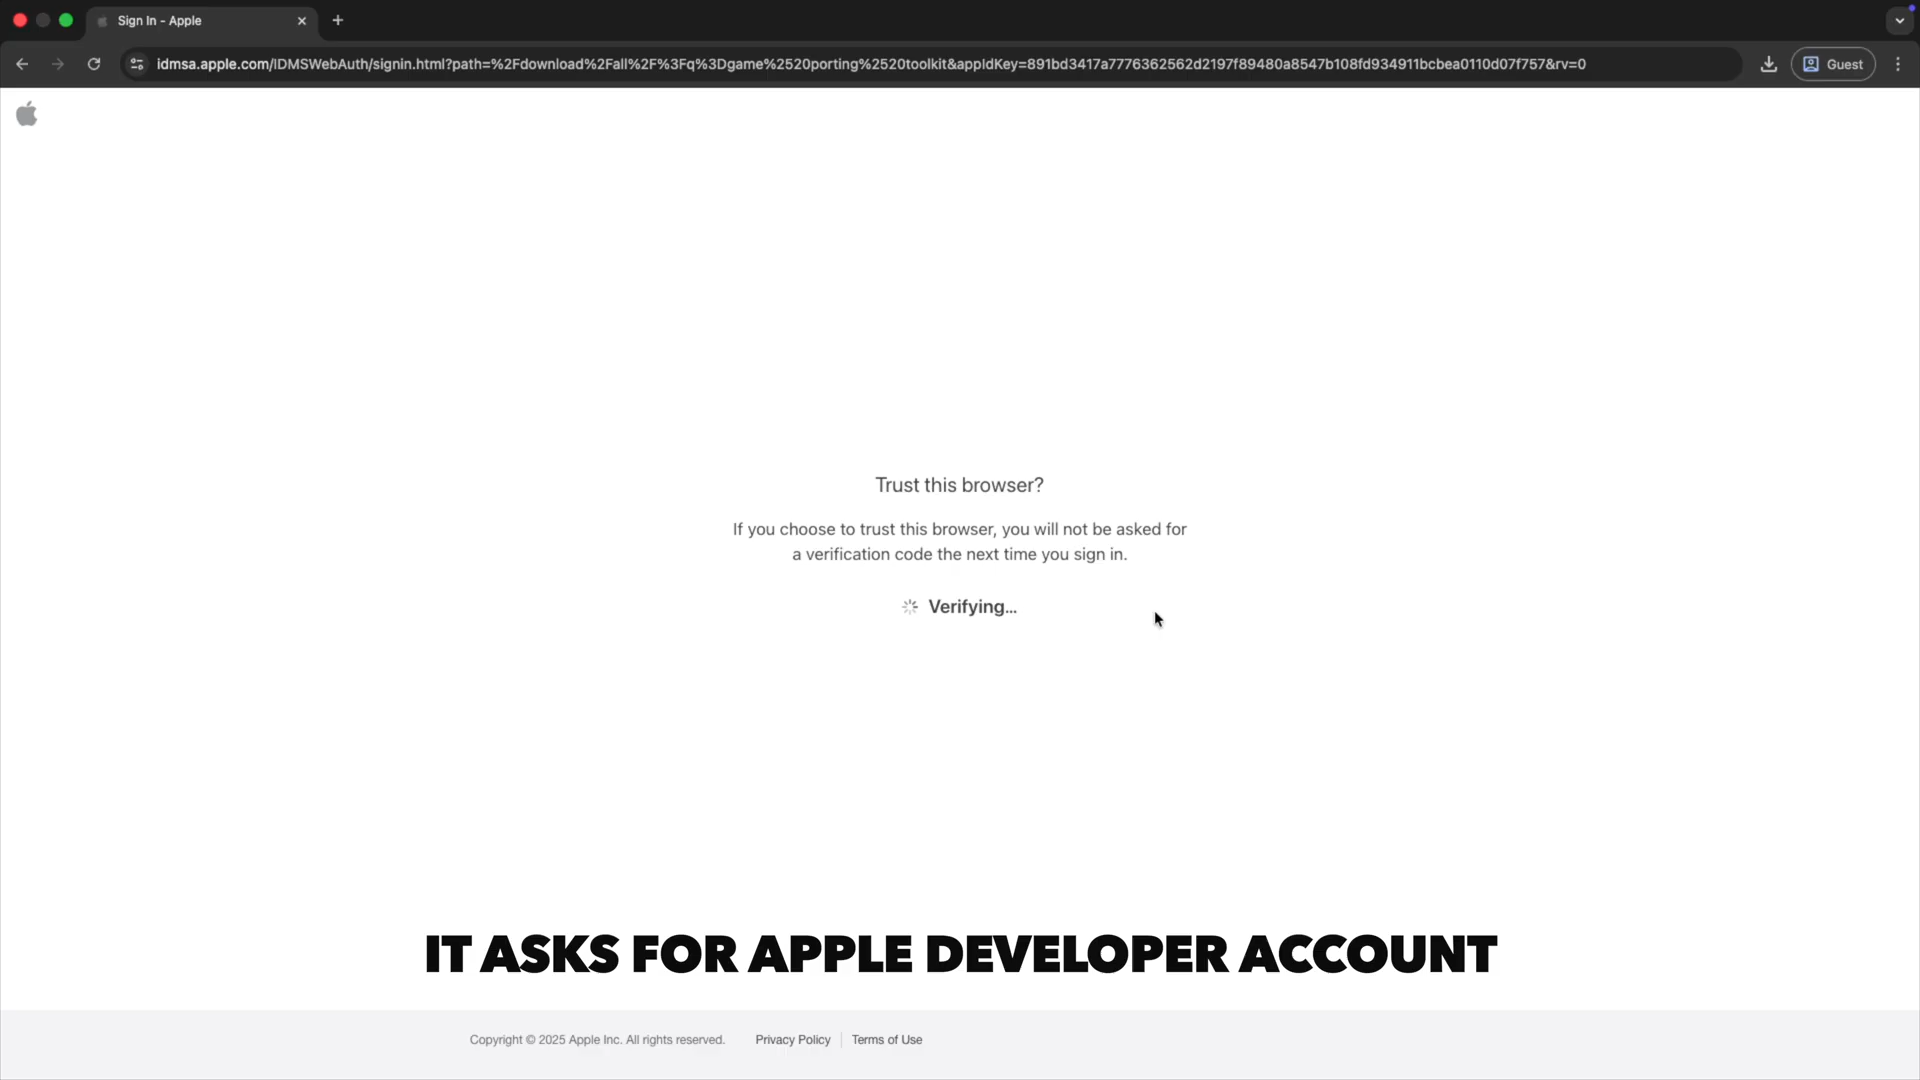 Sign In - Apple
idmsa.apple.com/IDMSWebAuth/signin.html?path=%2Fdownload%2Fall%2F%3Fq%3Dgame%2520porting%2520toolkit&appIdKey=891bd3417a7776362562d2197f89480a8547b108fd934911bcbea0110d07f757&rv=0
Guest
Trust this browser?
If you choose to trust this browser, you will not be asked for
a verification code the next time you sign in.
Verifying...
IT ASKS FOR APPLE DEVELOPER ACCOUNT
Copyright © 2025 Apple Inc. All rights reserved. Privacy Policy Terms of Use